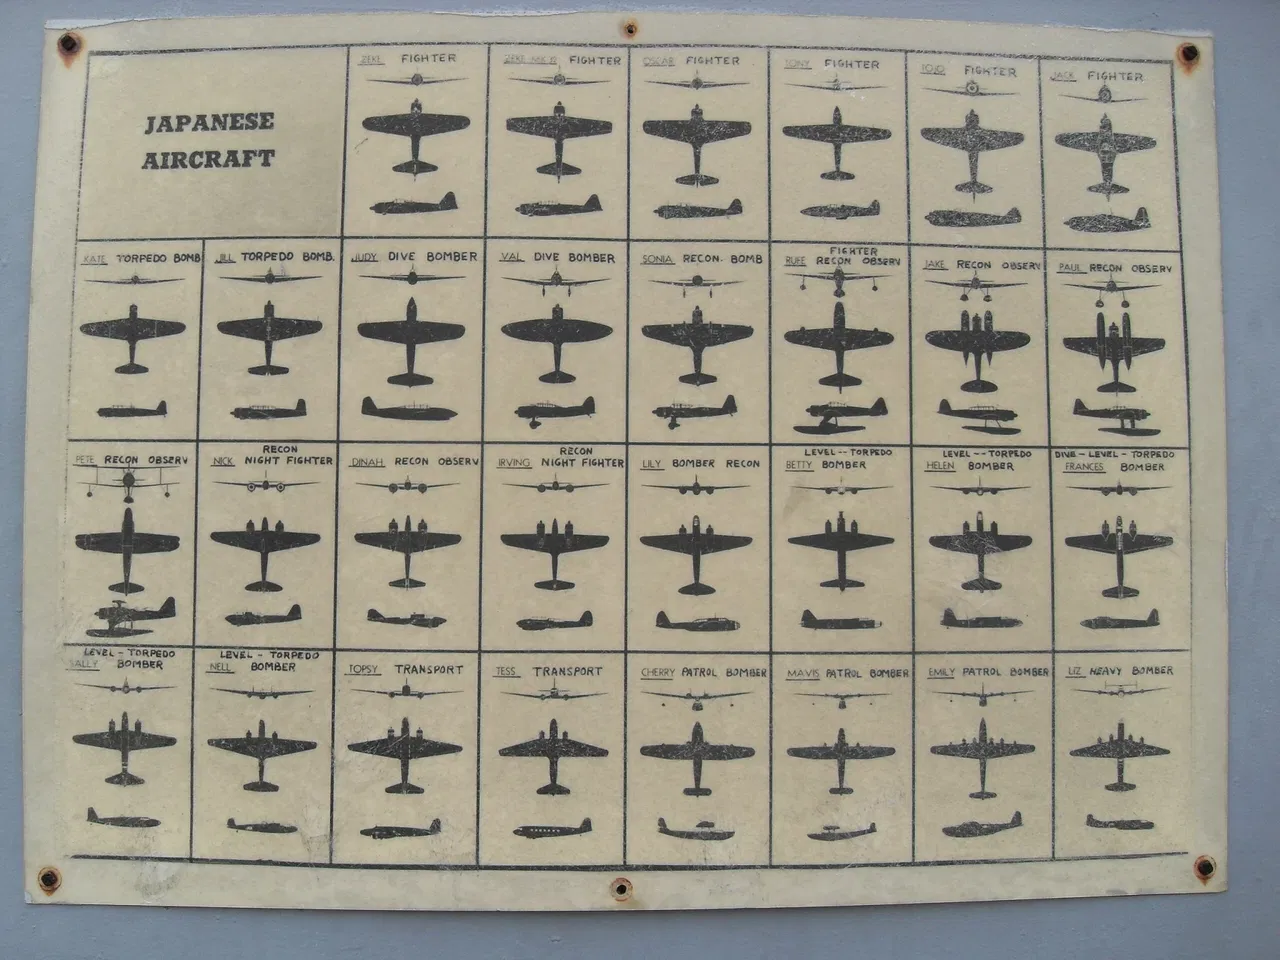 JAPANESE
AIRCRAFT
ZEKE FIGHTER
ZEKE MK II FIGHTER
OSCAR FIGHTER
TONY FIGHTER
TOJO FIGHTER
JACK FIGHTER
KATE TORPEDO BOMB
JILL TORPEDO BOMB.
JUDY DIVE BOMBER
VAL DIVE BOMBER
SONIA RECON. BOMB
FIGHTER
RUFE RECON OBSERV
JAKE RECON OBSERV
PAUL RECON OBSERV
PETE RECON OBSERV
RECON
NICK NIGHT FIGHTER
DINAH RECON OBSERV
RECON
IRVING NIGHT FIGHTER
LILY BOMBER RECON
LEVEL--TORPEDO
BETTY BOMBER
LEVEL--TORPEDO
HELEN BOMBER
DIVE-LEVEL-TORPEDO
FRANCES BOMBER
LEVEL-TORPEDO
SALLY BOMBER
LEVEL-TORPEDO
NELL BOMBER
TOPSY TRANSPORT
TESS TRANSPORT
CHERRY PATROL BOMBER
MAVIS PATROL BOMBER
EMILY PATROL BOMBER
LIZ HEAVY BOMBER